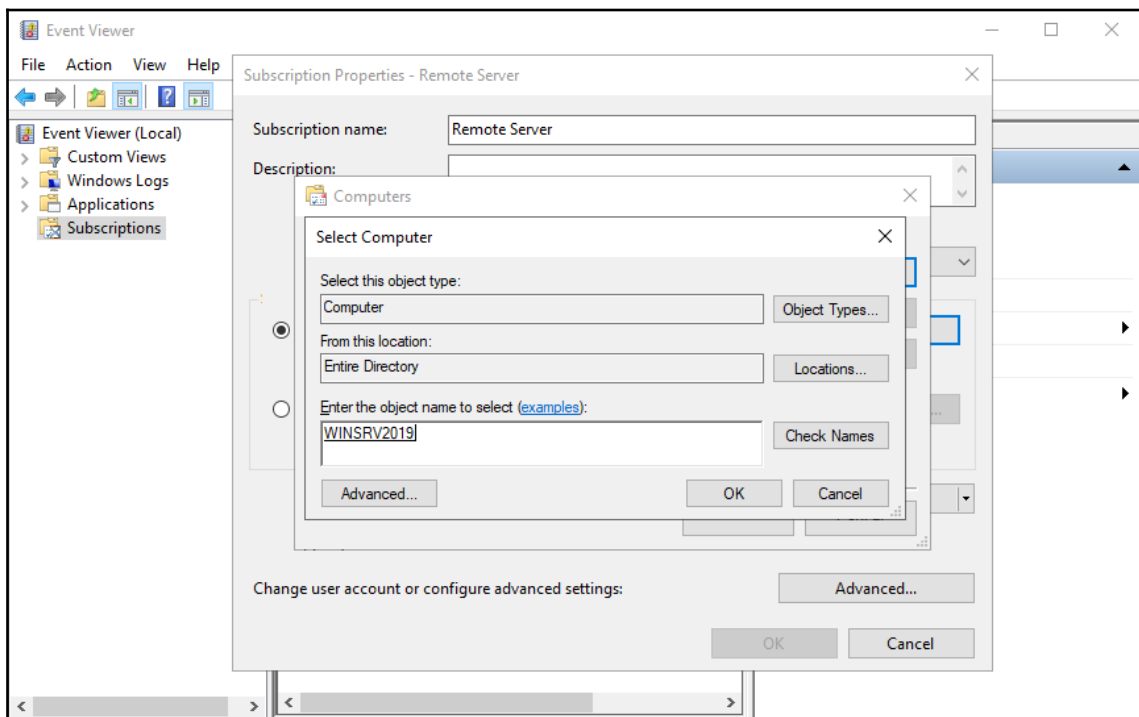 Event Viewer
File Action View Help
Event Viewer (Local)
Custom Views
Windows Logs
Applications
Subscriptions
Subscription Properties - Remote Server
Subscription name: Remote Server
Description:
Computers
Select Computer
Select this object type:
Computer
Object Types...
From this location:
Entire Directory
Locations...
Enter the object name to select (examples):
WINSRV2019
Check Names
Advanced...
OK
Cancel
Change user account or configure advanced settings:
Advanced...
OK
Cancel